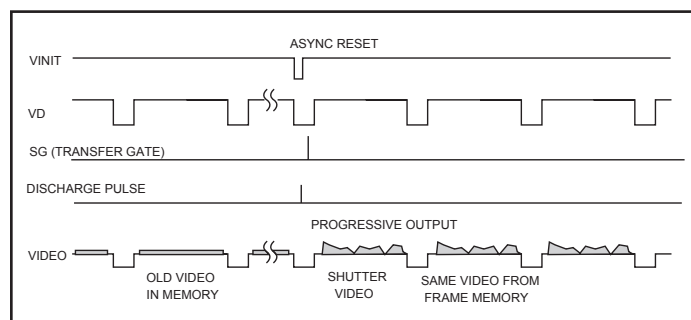 ASYNC RESET
VINIT
VD
SG (TRANSFER GATE)
DISCHARGE PULSE
PROGRESSIVE OUTPUT
VIDEO
OLD VIDEO
IN MEMORY
SHUTTER
VIDEO
SAME VIDEO FROM
FRAME MEMORY